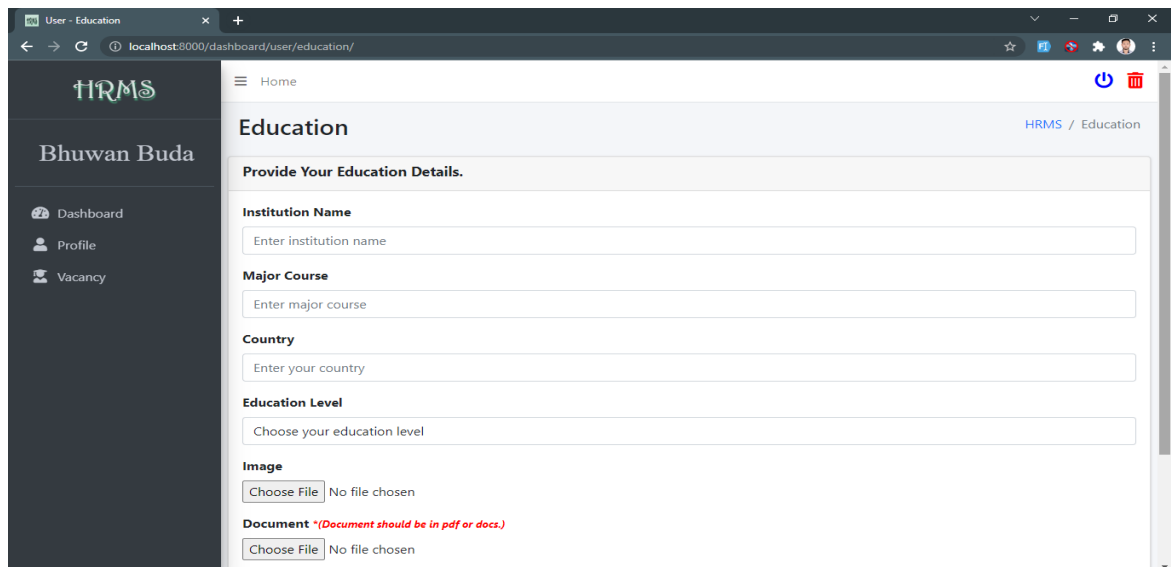 User - Education
localhost:8000/dashboard/user/education/
HRMS
Home
Education
HRMS / Education
Bhuwan Buda
Provide Your Education Details.
Dashboard
Profile
Vacancy
Institution Name
Enter institution name
Major Course
Enter major course
Country
Enter your country
Education Level
Choose your education level
Image
Choose File No file chosen
Document *(Document should be in pdf or docs.)
Choose File No file chosen